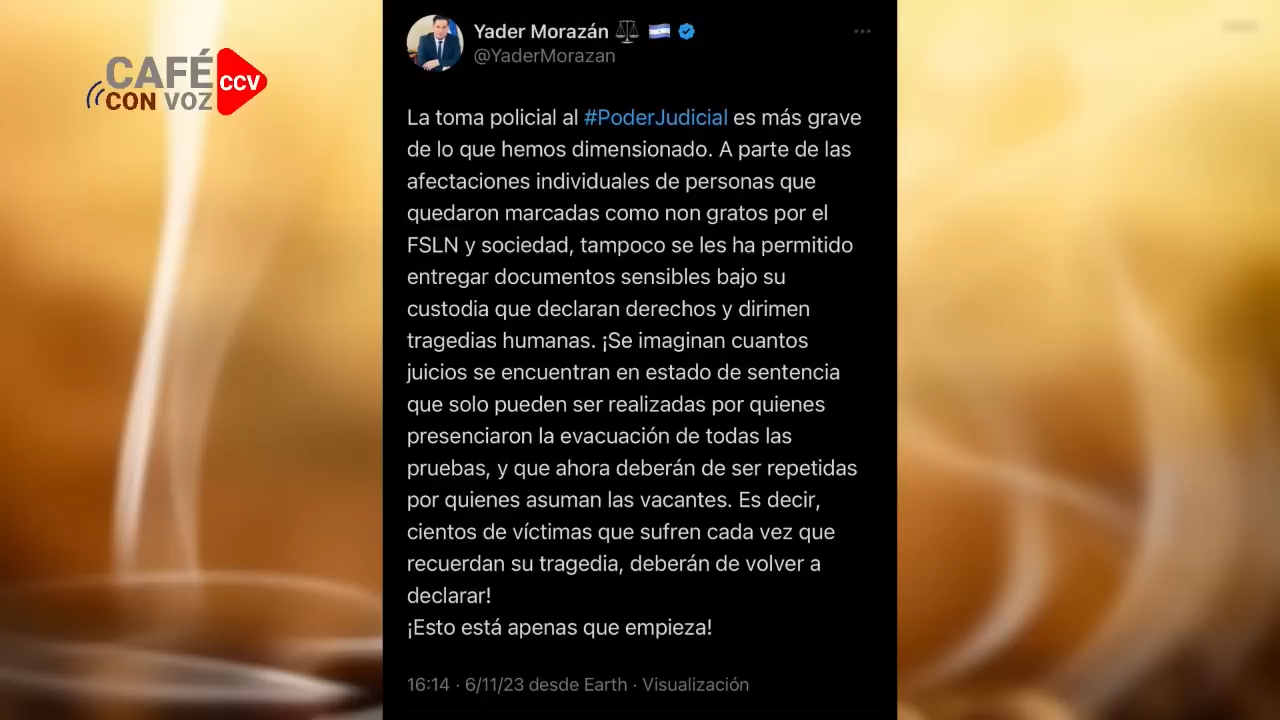 CAFÉ
CON VOZ
CCV
Yader Morazán
@YaderMorazan
La toma policial al #PoderJudicial es más grave
de lo que hemos dimensionado. A parte de las
afectaciones individuales de personas que
quedaron marcadas como non gratos por el
FSLN y sociedad, tampoco se les ha permitido
entregar documentos sensibles bajo su
custodia que declaran derechos y dirimen
tragedias humanas. ¡Se imaginan cuantos
juicios se encuentran en estado de sentencia
que solo pueden ser realizadas por quienes
presenciaron la evacuación de todas las
pruebas, y que ahora deberán de ser repetidas
por quienes asuman las vacantes. Es decir,
cientos de víctimas que sufren cada vez que
recuerdan su tragedia, deberán de volver a
declarar!
¡Esto está apenas que empieza!
16:14 · 6/11/23 desde Earth · Visualización